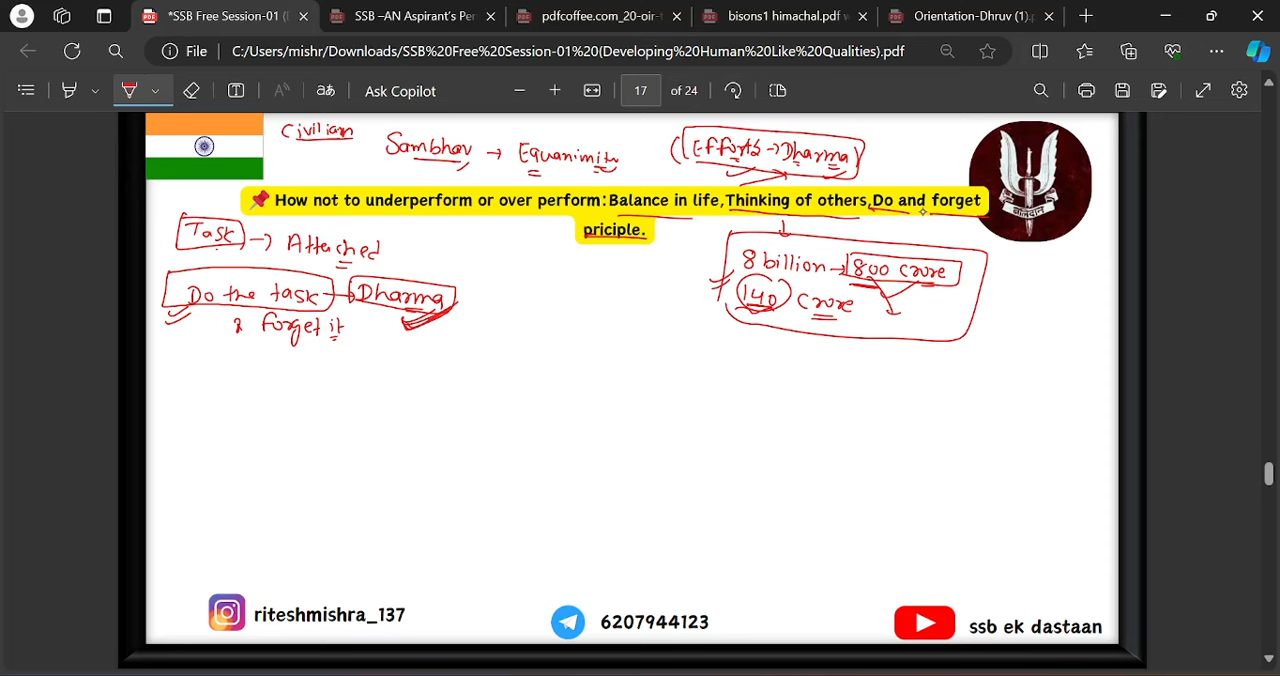 *SSB Free Session-01 (
SSB –AN Aspirant's Pe
pdfcoffee.com_20-oir-t
bisons1 himachal.pdf
Orientation-Dhruv (1).p
File
C:/Users/mishr/Downloads/SSB%20Free%20Session-01%20(Developing%20Human%20Like%20Qualities).pdf
17 of 24
Ask Copilot
Civilian
Sambhav → Equanimity
(Efforts → Dharma)
How not to underperform or over perform:Balance in life,Thinking of others,Do and forget
priciple.
Task → Attached
8 billion → 800 crore
Do the task → Dharma
140 crore
& forget it
बलिदान
riteshmishra_137
6207944123
ssb ek dastaan